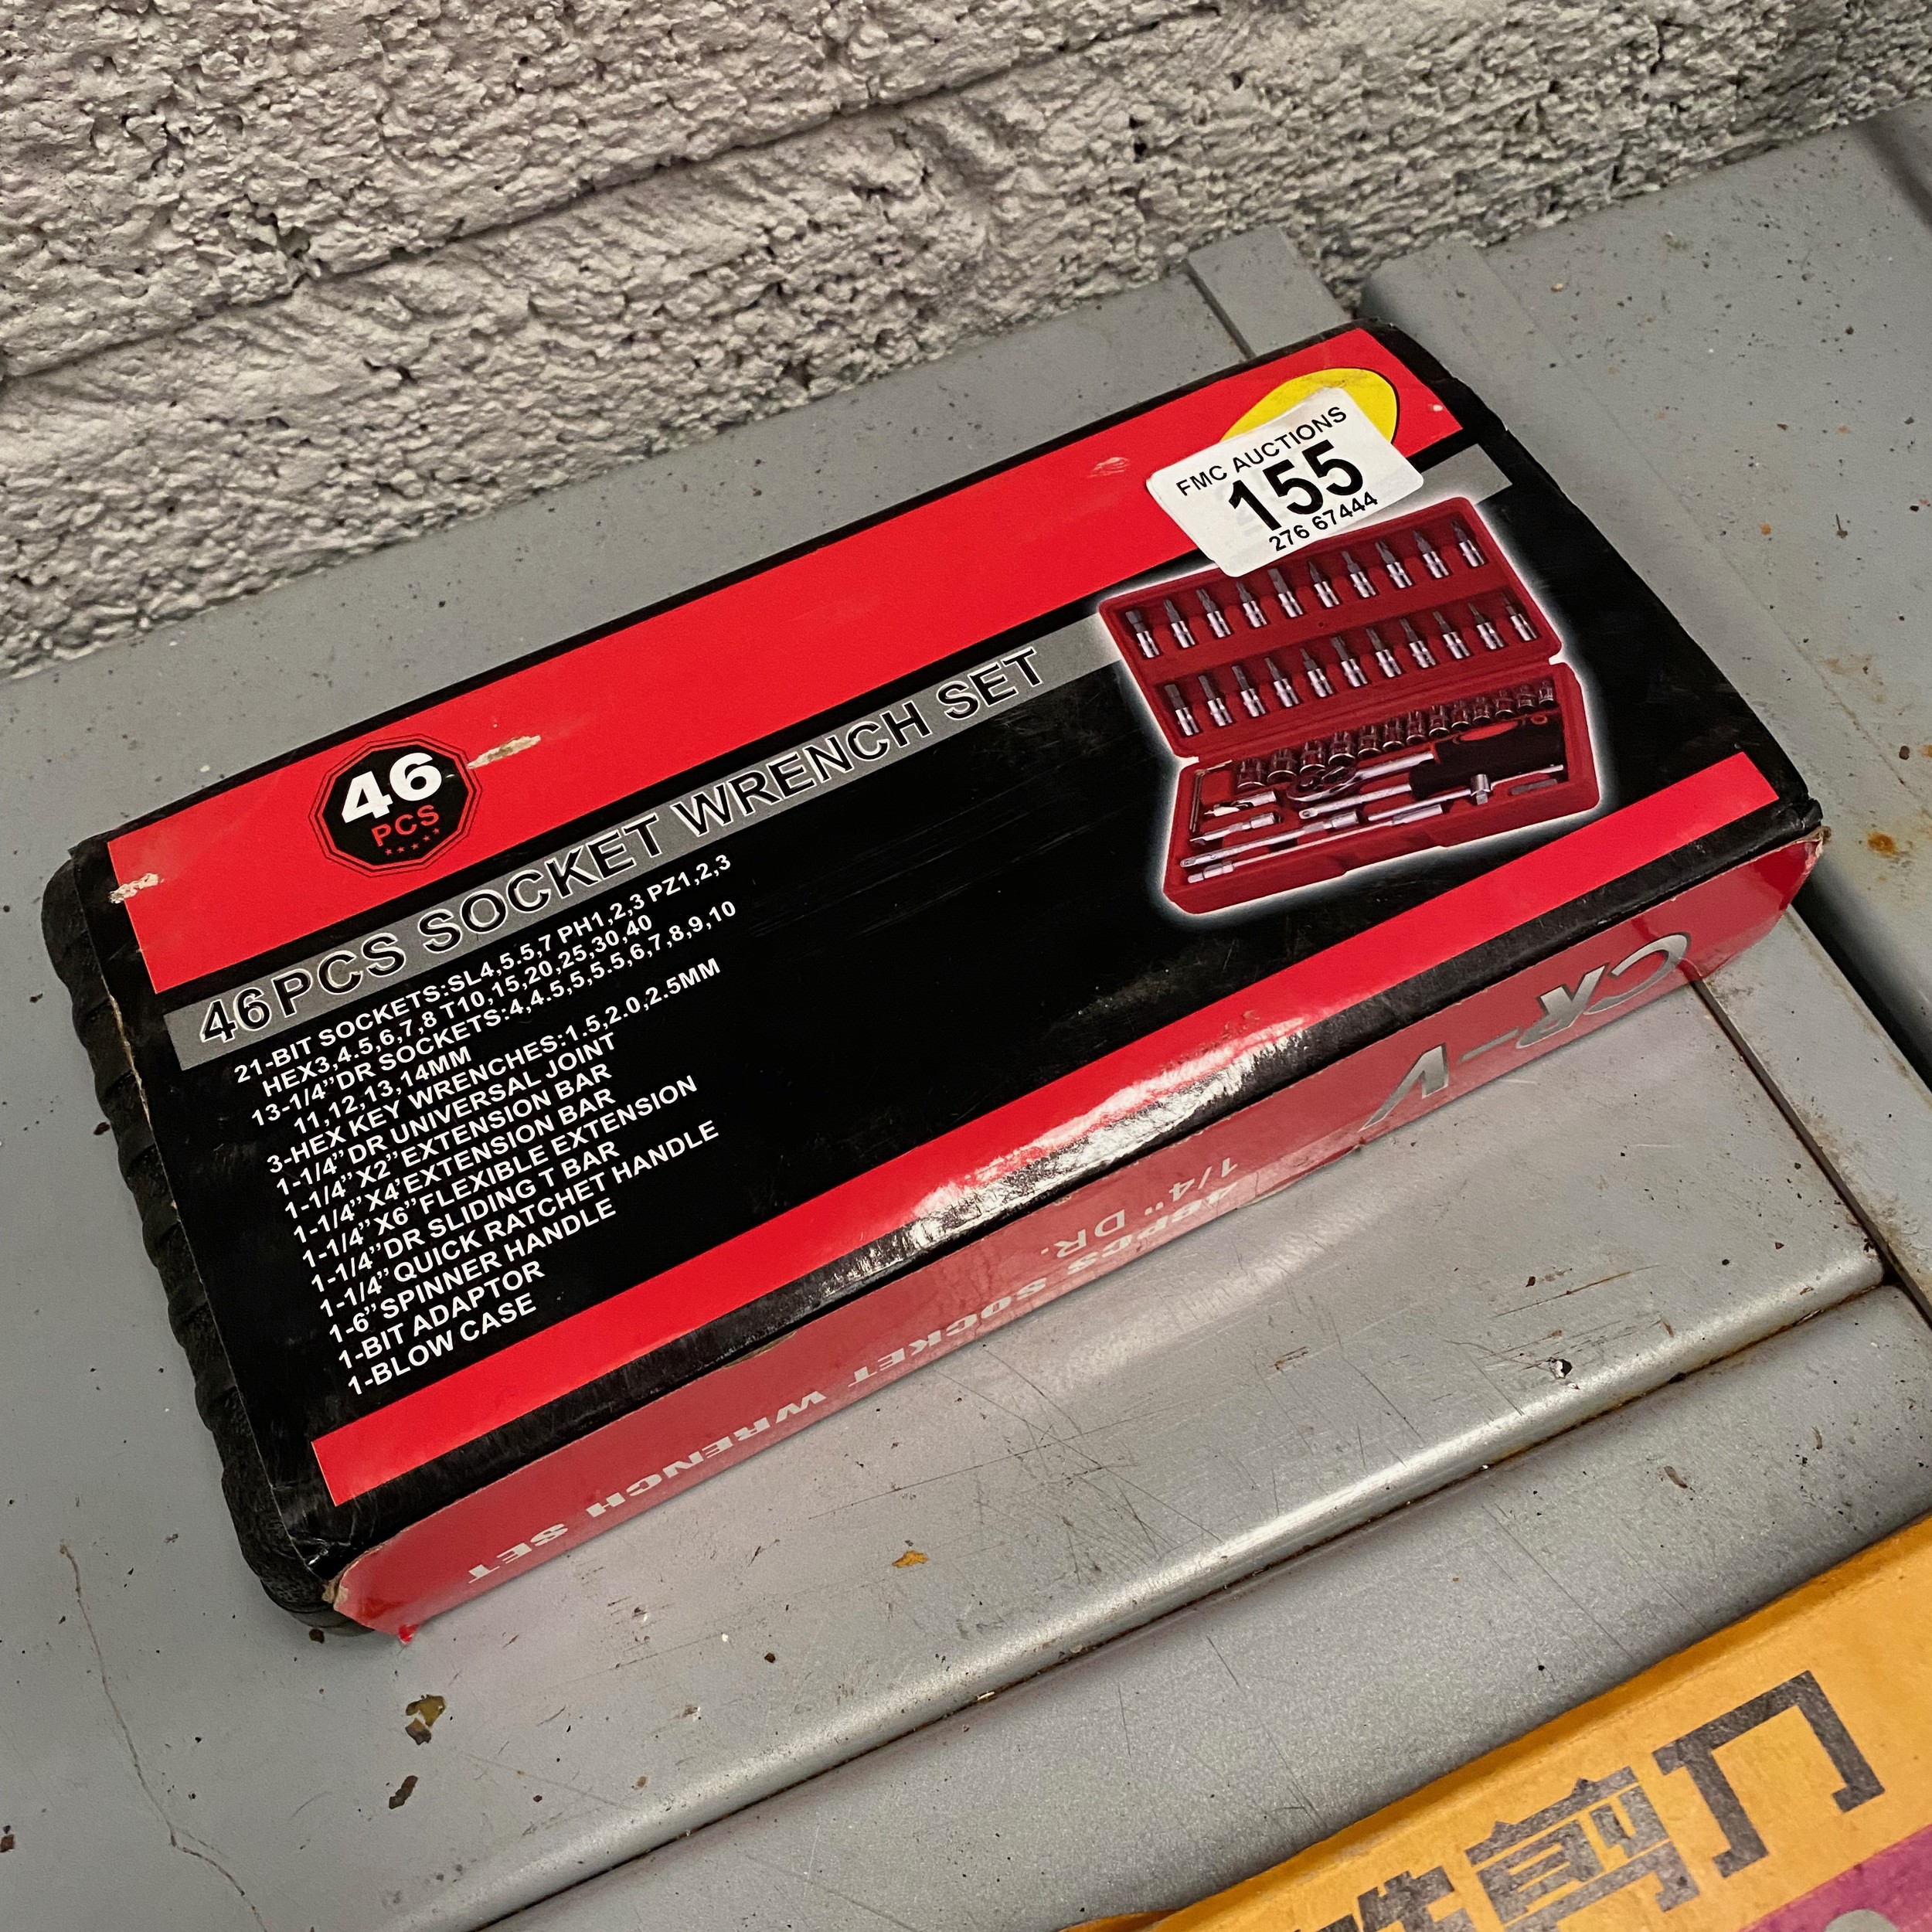 FMC AUCTIONS
155
276 67444
46
PCS
46PCS SOCKET WRENCH SET
21-BIT SOCKETS:SL4,5.5,7 PH1,2,3 PZ1,2,3
HEX3,4.5,6,7,8 T10,15,20,25,30,40
13-1/4"DR SOCKETS:4,4.5,5,5.5,6,7,8,9,10
11,12,13,14MM
3-HEX KEY WRENCHES:1.5,2.0,2.5MM
1-1/4"DR UNIVERSAL JOINT
1-1/4"X2"EXTENSION BAR
1-1/4"X4'EXTENSION BAR
1-1/4"X6"FLEXIBLE EXTENSION
1-1/4"DR SLIDING T BAR
1-1/4"QUICK RATCHET HANDLE
1-6"SPINNER HANDLE
1-BIT ADAPTOR
1-BLOW CASE
CR-V
1/4" DR.
46PCS SOCKET WRENCH SET
剪刀